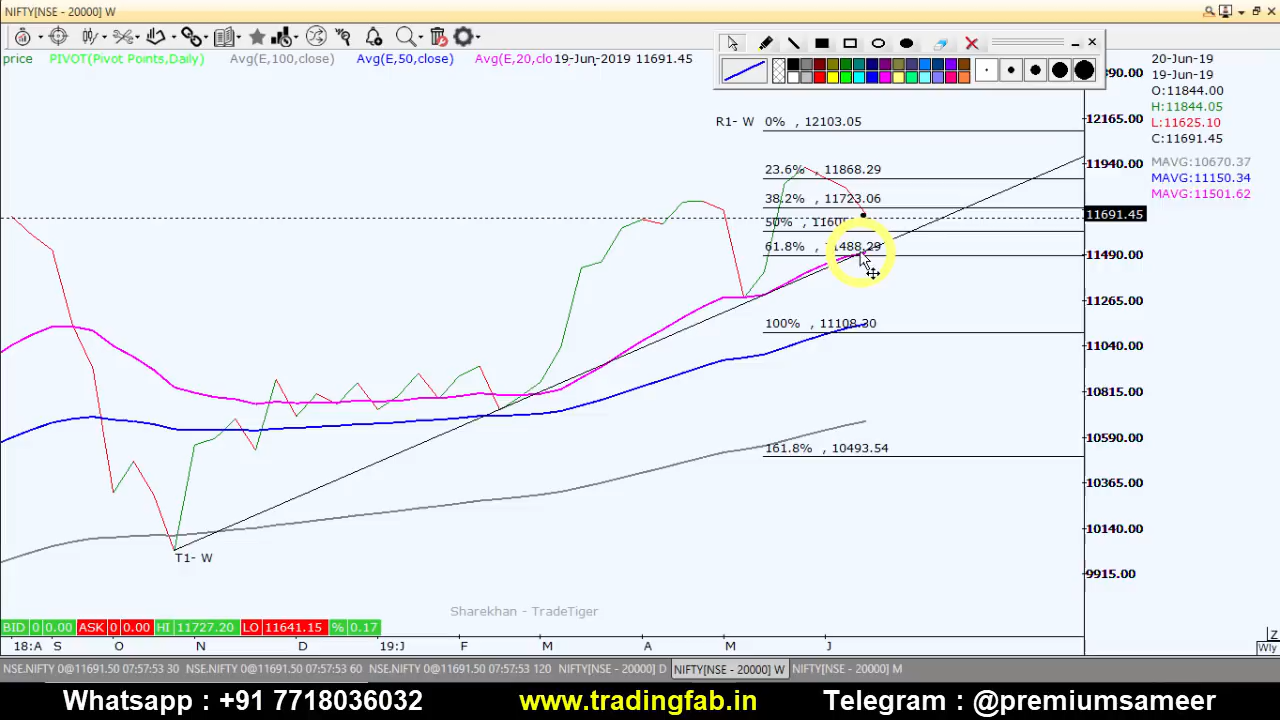 NIFTY[NSE - 20000] W
price PIVOT(Pivot Points,Daily) Avg(E,100,close) Avg(E,50,close) Avg(E,20,clo 19-Jun-2019 11691.45
20-Jun-19
19-Jun-19
O:11844.00
H:11844.05
L:11625.10
C:11691.45
MAVG:10670.37
MAVG:11150.34
MAVG:11501.62
12165.00
11940.00
11691.45
11490.00
11265.00
11040.00
10815.00
10590.00
10365.00
10140.00
9915.00
R1- W 0% , 12103.05
23.6% , 11868.29
38.2% , 11723.06
50%
61.8% , 11488.29
100% , 11108.30
161.8% , 10493.54
T1- W
Sharekhan - TradeTiger
BID 0 0.00 ASK 0 0.00 HI 11727.20 LO 11641.15 % 0.17
18:A S O N D 19:J F M A M J
Wly
NSE.NIFTY 0@11691.50 07:57:53 30 NSE.NIFTY 0@11691.50 07:57:53 60 NSE.NIFTY 0@11691.50 07:57:53 120 NIFTY[NSE - 20000] D NIFTY[NSE - 20000] W NIFTY[NSE - 20000] M
Whatsapp : +91 7718036032 www.tradingfab.in Telegram : @premiumsameer